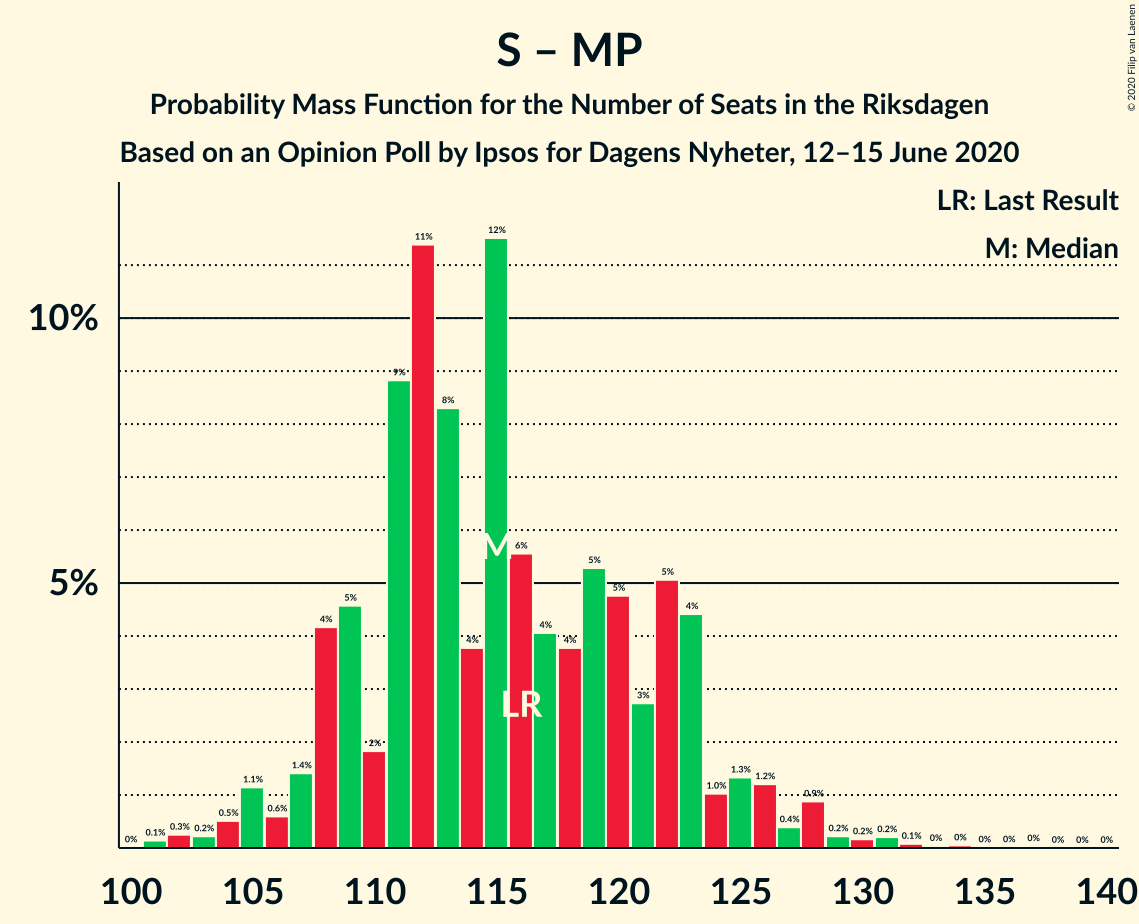 S – MP
Probability Mass Function for the Number of Seats in the Riksdagen
Based on an Opinion Poll by Ipsos for Dagens Nyheter, 12–15 June 2020
© 2020 Filip van Laenen
LR: Last Result
M: Median
10%
5%
0% 0.1% 0.3% 0.2% 0.5% 1.1% 0.6% 1.4% 4% 5% 2% 9% 11% 8% 4% 12% 6% 4% 4% 5% 5% 3% 5% 4% 1.0% 1.3% 1.2% 0.4% 0.9% 0.2% 0.2% 0.2% 0.1% 0% 0% 0% 0% 0% 0% 0% 0%
M
LR
100 105 110 115 120 125 130 135 140